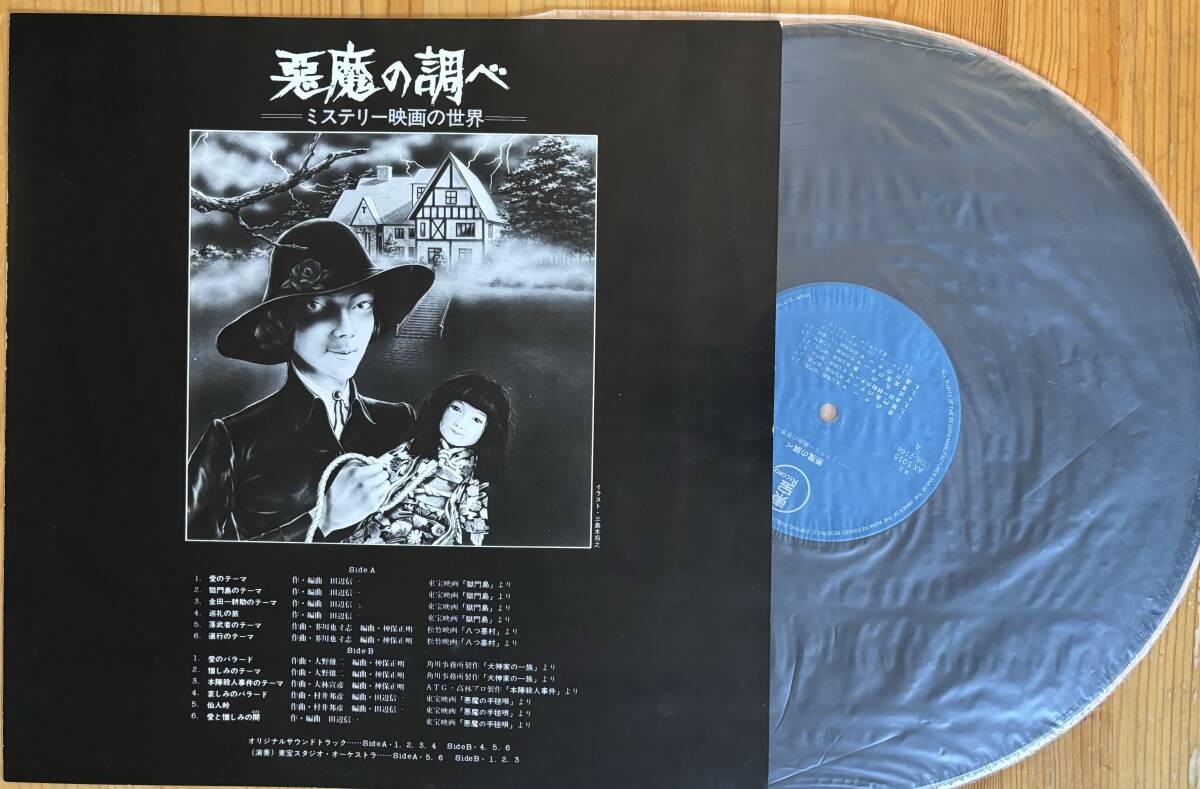 惡魔の調べ
ミステリー映画の世界
イラスト・三島木将之
Side A
1. 愛のテーマ 作・編曲 田辺信一 東宝映画「獄門島」より
2. 獄門島のテーマ 作・編曲 田辺信一 東宝映画「獄門島」より
3. 金田一耕助のテーマ 作・編曲 田辺信一 東宝映画「獄門島」より
4. 巡礼の旅 作・編曲 田辺信一 東宝映画「獄門島」より
5. 落武者のテーマ 作曲・芥川也寸志 編曲・神保正明 松竹映画「八つ墓村」より
6. 道行のテーマ 作曲・芥川也寸志 編曲・神保正明 松竹映画「八つ墓村」より
Side B
1. 愛のバラード 作曲・大野雄二 編曲・神保正明 角川事務所製作「犬神家の一族」より
2. 憎しみのテーマ 作曲・大野雄二 編曲・神保正明 角川事務所製作「犬神家の一族」より
3. 本陣殺人事件のテーマ 作曲・大林宣彦 編曲・神保正明 ATG・高林プロ製作「本陣殺人事件」より
4. 哀しみのバラード 作曲・村井邦彦 編曲・田辺信一 東宝映画「悪魔の手毬唄」より
5. 仙人峠 作曲・村井邦彦 編曲・田辺信一 東宝映画「悪魔の手毬唄」より
6. 愛と憎しみの間 作・編曲 田辺信一 東宝映画「悪魔の手毬唄」より
オリジナルサウンドトラック……Side A・1. 2. 3. 4 Side B・4. 5. 6
(演奏) 東宝スタジオ・オーケストラ……Side A・5. 6 Side B・1. 2. 3
悪魔の調べ
AX-5015
A